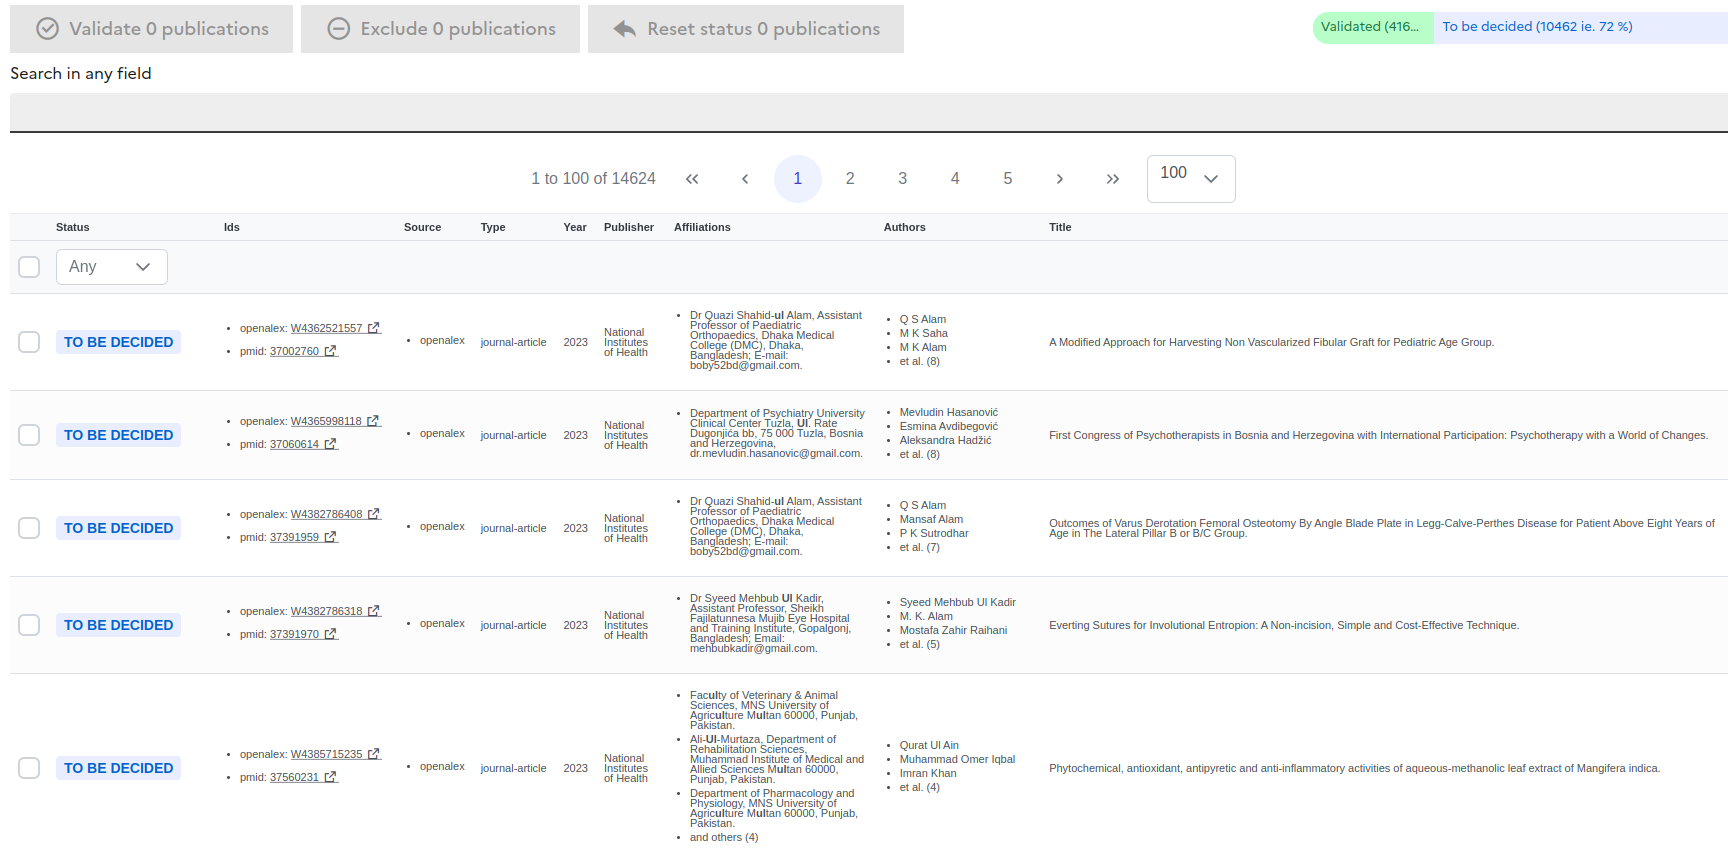 Validate 0 publications
Exclude 0 publications
Reset status 0 publications
Validated (416...
To be decided (10462 ie. 72 %)
Search in any field
1 to 100 of 14624
1
2
3
4
5
100
Status
Ids
Source
Type
Year
Publisher
Affiliations
Authors
Title
Any
TO BE DECIDED
openalex: W4362521557
pmid: 37002760
openalex
journal-article
2023
National
Institutes
of Health
Dr Quazi Shahid-ul Alam, Assistant
Professor of Paediatric
Orthopaedics, Dhaka Medical
College (DMC), Dhaka,
Bangladesh; E-mail:
boby52bd@gmail.com.
Q S Alam
M K Saha
M K Alam
et al. (8)
A Modified Approach for Harvesting Non Vascularized Fibular Graft for Pediatric Age Group.
TO BE DECIDED
openalex: W4365998118
pmid: 37060614
openalex
journal-article
2023
National
Institutes
of Health
Department of Psychiatry University
Clinical Center Tuzla, Ul. Rate
Dugonjića bb, 75 000 Tuzla, Bosnia
and Herzegovina,
dr.mevludin.hasanovic@gmail.com.
Mevludin Hasanović
Esmina Avdibegović
Aleksandra Hadžić
et al. (8)
First Congress of Psychotherapists in Bosnia and Herzegovina with International Participation: Psychotherapy with a World of Changes.
TO BE DECIDED
openalex: W4382786408
pmid: 37391959
openalex
journal-article
2023
National
Institutes
of Health
Dr Quazi Shahid-ul Alam, Assistant
Professor of Paediatric
Orthopaedics, Dhaka Medical
College (DMC), Dhaka,
Bangladesh; E-mail:
boby52bd@gmail.com.
Q S Alam
Mansaf Alam
P K Sutrodhar
et al. (7)
Outcomes of Varus Derotation Femoral Osteotomy By Angle Blade Plate in Legg-Calve-Perthes Disease for Patient Above Eight Years of
Age in The Lateral Pillar B or B/C Group.
TO BE DECIDED
openalex: W4382786318
pmid: 37391970
openalex
journal-article
2023
National
Institutes
of Health
Dr Syeed Mehbub Ul Kadir,
Assistant Professor, Sheikh
Fajilatunnesa Mujib Eye Hospital
and Training Institute, Gopalgonj,
Bangladesh; Email:
mehbubkadir@gmail.com.
Syeed Mehbub Ul Kadir
M. K. Alam
Mostafa Zahir Raihani
et al. (5)
Everting Sutures for Involutional Entropion: A Non-incision, Simple and Cost-Effective Technique.
TO BE DECIDED
openalex: W4385715235
pmid: 37560231
openalex
journal-article
2023
National
Institutes
of Health
Faculty of Veterinary & Animal
Sciences, MNS University of
Agriculture Multan 60000, Punjab,
Pakistan.
Ali-Ul-Murtaza, Department of
Rehabilitation Sciences,
Muhammad Institute of Medical and
Allied Sciences Multan 60000,
Punjab, Pakistan.
Department of Pharmacology and
Physiology, MNS University of
Agriculture Multan 60000, Punjab,
Pakistan.
and others (4)
Qurat Ul Ain
Muhammad Omer Iqbal
Imran Khan
et al. (4)
Phytochemical, antioxidant, antipyretic and anti-inflammatory activities of aqueous-methanolic leaf extract of Mangifera indica.